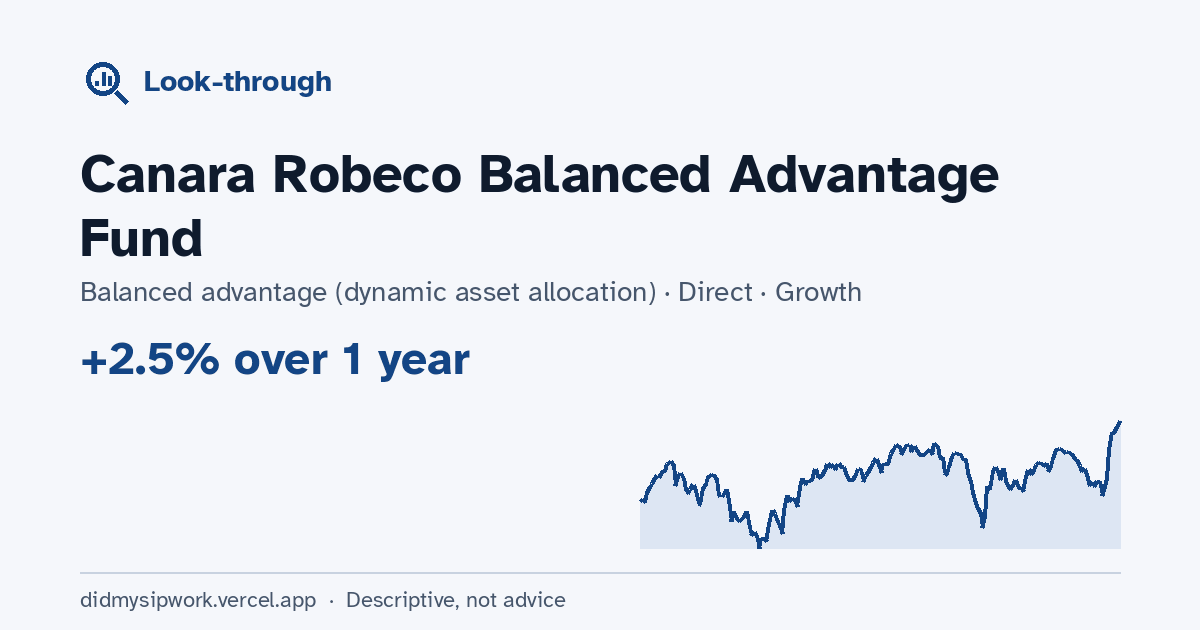 Look-through
Canara Robeco Balanced Advantage
Fund
Balanced advantage (dynamic asset allocation) · Direct · Growth
+2.5% over 1 year
didmysipwork.vercel.app · Descriptive, not advice